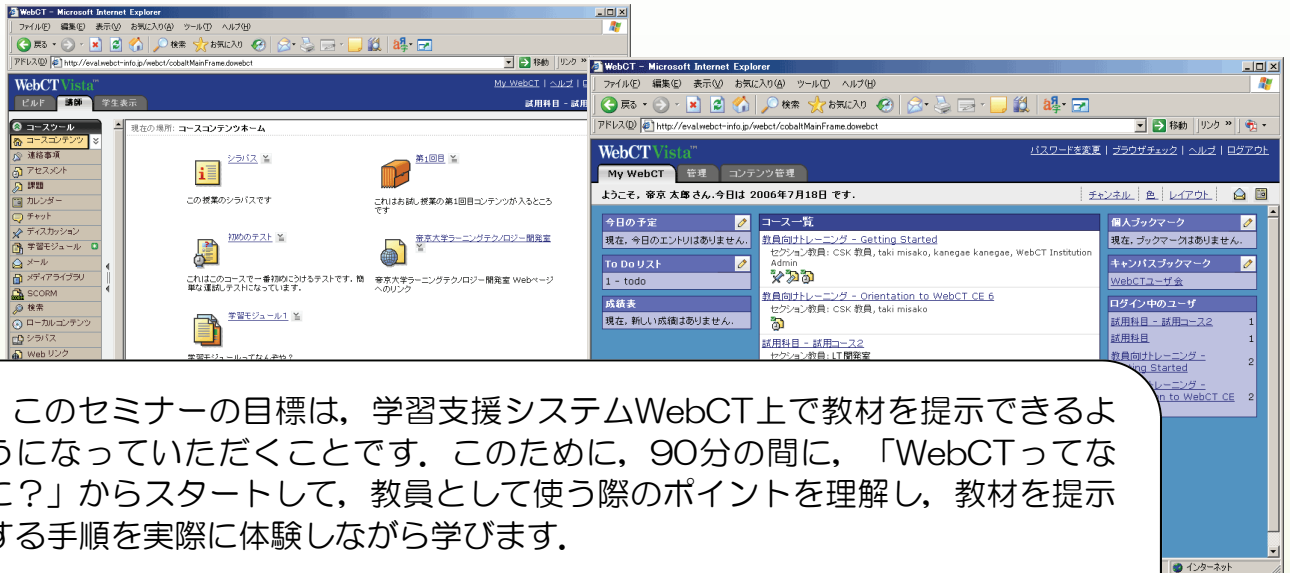 WebCT - Microsoft Internet Explorer
ファイル(F) 編集(E) 表示(V) お気に入り(A) ツール(T) ヘルプ(H)
戻る 検索 お気に入り
アドレス(D) http://eval.webct-info.jp/webct/cobaltMainFrame.dowebct 移動 リンク »
WebCT Vista™
My WebCT | ヘルプ |
ビルド 講師 学生表示
試用科目 - 試用
コースツール
コースコンテンツ
連絡事項
アセスメント
課題
カレンダー
チャット
ディスカッション
学習モジュール
メール
メディアライブラリ
SCORM
検索
ローカルコンテンツ
シラバス
Web リンク
現在の場所: コースコンテンツホーム
シラバス
この授業のシラバスです
第1回目
これはお試し授業の第1回目コンテンツが入るところ
です
初めのテスト
これはこのコースで一番初めにうけるテストです. 簡
単な運試しテストになっています.
帝京大学ラーニングテクノロジー開発室
帝京大学ラーニングテクノロジー開発室 Webページ
へのリンク
学習モジュール1
学習モジュールってなんぞや?
WebCT - Microsoft Internet Explorer
ファイル(F) 編集(E) 表示(V) お気に入り(A) ツール(T) ヘルプ(H)
戻る 検索 お気に入り
アドレス(D) http://eval.webct-info.jp/webct/cobaltMainFrame.dowebct 移動 リンク »
WebCT Vista™
パスワードを変更 | ブラウザチェック | ヘルプ | ログアウト
My WebCT 管理 コンテンツ管理
ようこそ, 帝京 太郎 さん.今日は 2006年7月18日 です.
チャンネル 色 レイアウト
今日の予定
現在, 今日のエントリはありません.
To Do リスト
1 - todo
成績表
現在, 新しい成績はありません.
コース一覧
教員向けトレーニング - Getting Started
セクション教員: CSK 教員, taki misako, kanegae kanegae, WebCT Institution
Admin
教員向けトレーニング - Orientation to WebCT CE 6
セクション教員: CSK 教員, taki misako
試用科目 - 試用コース2
セクション教員: LT開発室
個人ブックマーク
現在, ブックマークはありません.
キャンパスブックマーク
WebCTユーザ会
ログイン中のユーザ
試用科目 - 試用コース2 1
試用科目 1
教員向けトレーニング -
ing Started 2
レーニング -
n to WebCT CE 2
インターネット
このセミナーの目標は，学習支援システムWebCT上で教材を提示できるよ
うになっていただくことです．このために，90分の間に，「WebCTってな
に？」からスタートして，教員として使う際のポイントを理解し，教材を提示
する手順を実際に体験しながら学びます．